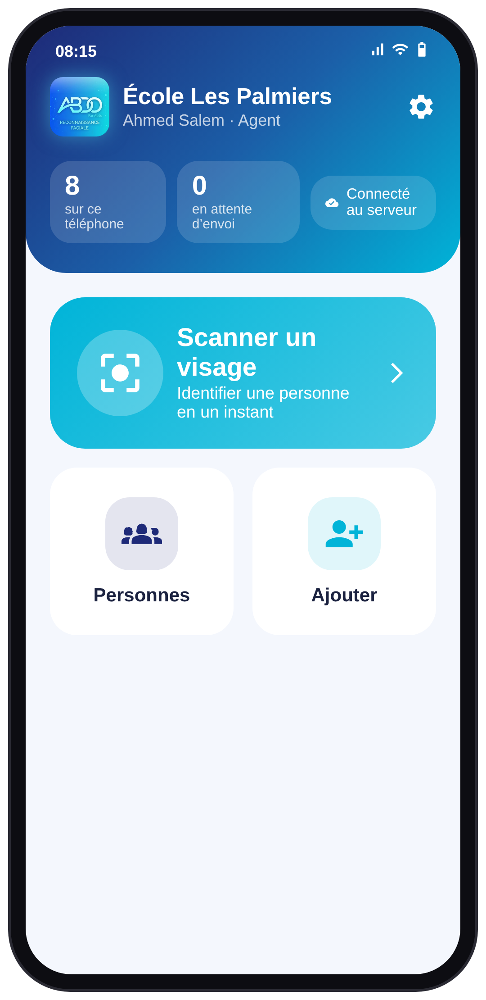 08:15
ABDO
Par Abdo
RECONNAISSANCE
FACIALE
École Les Palmiers
Ahmed Salem · Agent
8
sur ce
téléphone
0
en attente
d’envoi
Connecté
au serveur
Scanner un
visage
Identifier une personne
en un instant
Personnes
Ajouter